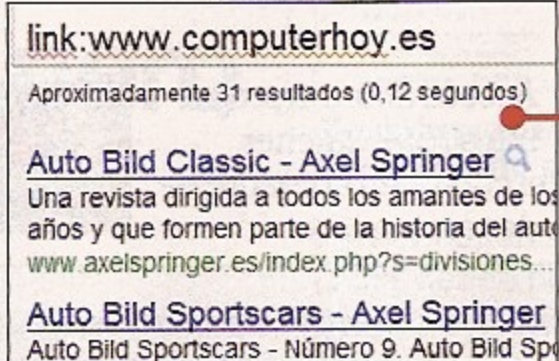 link:www.computerhoy.es
Aproximadamente 31 resultados (0,12 segundos)
Auto Bild Classic - Axel Springer
Una revista dirigida a todos los amantes de los
años y que formen parte de la historia del auto
www.axelspringer.es/index.php?s=divisiones...
Auto Bild Sportscars - Axel Springer
Auto Bild Sportscars - Número 9. Auto Bild Sp